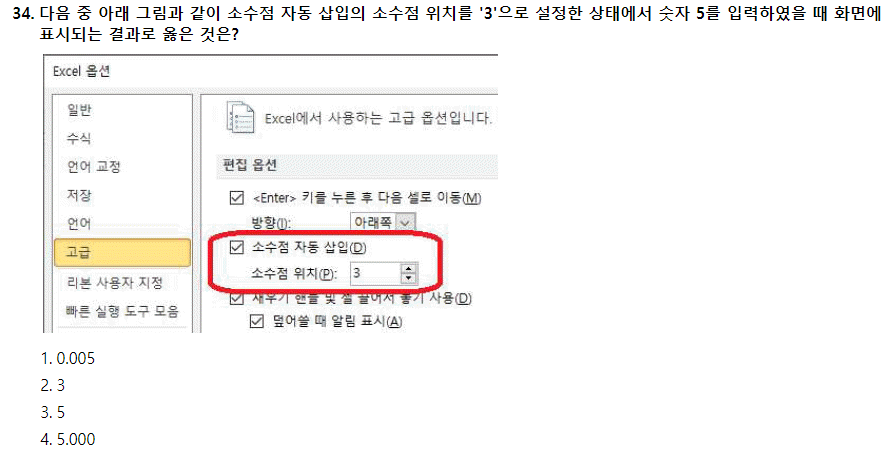 34. 다음 중 아래 그림과 같이 소수점 자동 삽입의 소수점 위치를 '3'으로 설정한 상태에서 숫자 5를 입력하였을 때 화면에
표시되는 결과로 옳은 것은?
Excel 옵션
일반
수식
언어 교정
저장
언어
고급
리본 사용자 지정
빠른 실행 도구 모음
Excel에서 사용하는 고급 옵션입니다.
편집 옵션
<Enter> 키를 누른 후 다음 셀로 이동(M)
방향(I): 아래쪽
소수점 자동 삽입(D)
소수점 위치(P): 3
채우기 핸들 및 셀 끌어서 놓기 사용(D)
덮어쓸 때 알림 표시(A)
1. 0.005
2. 3
3. 5
4. 5.000